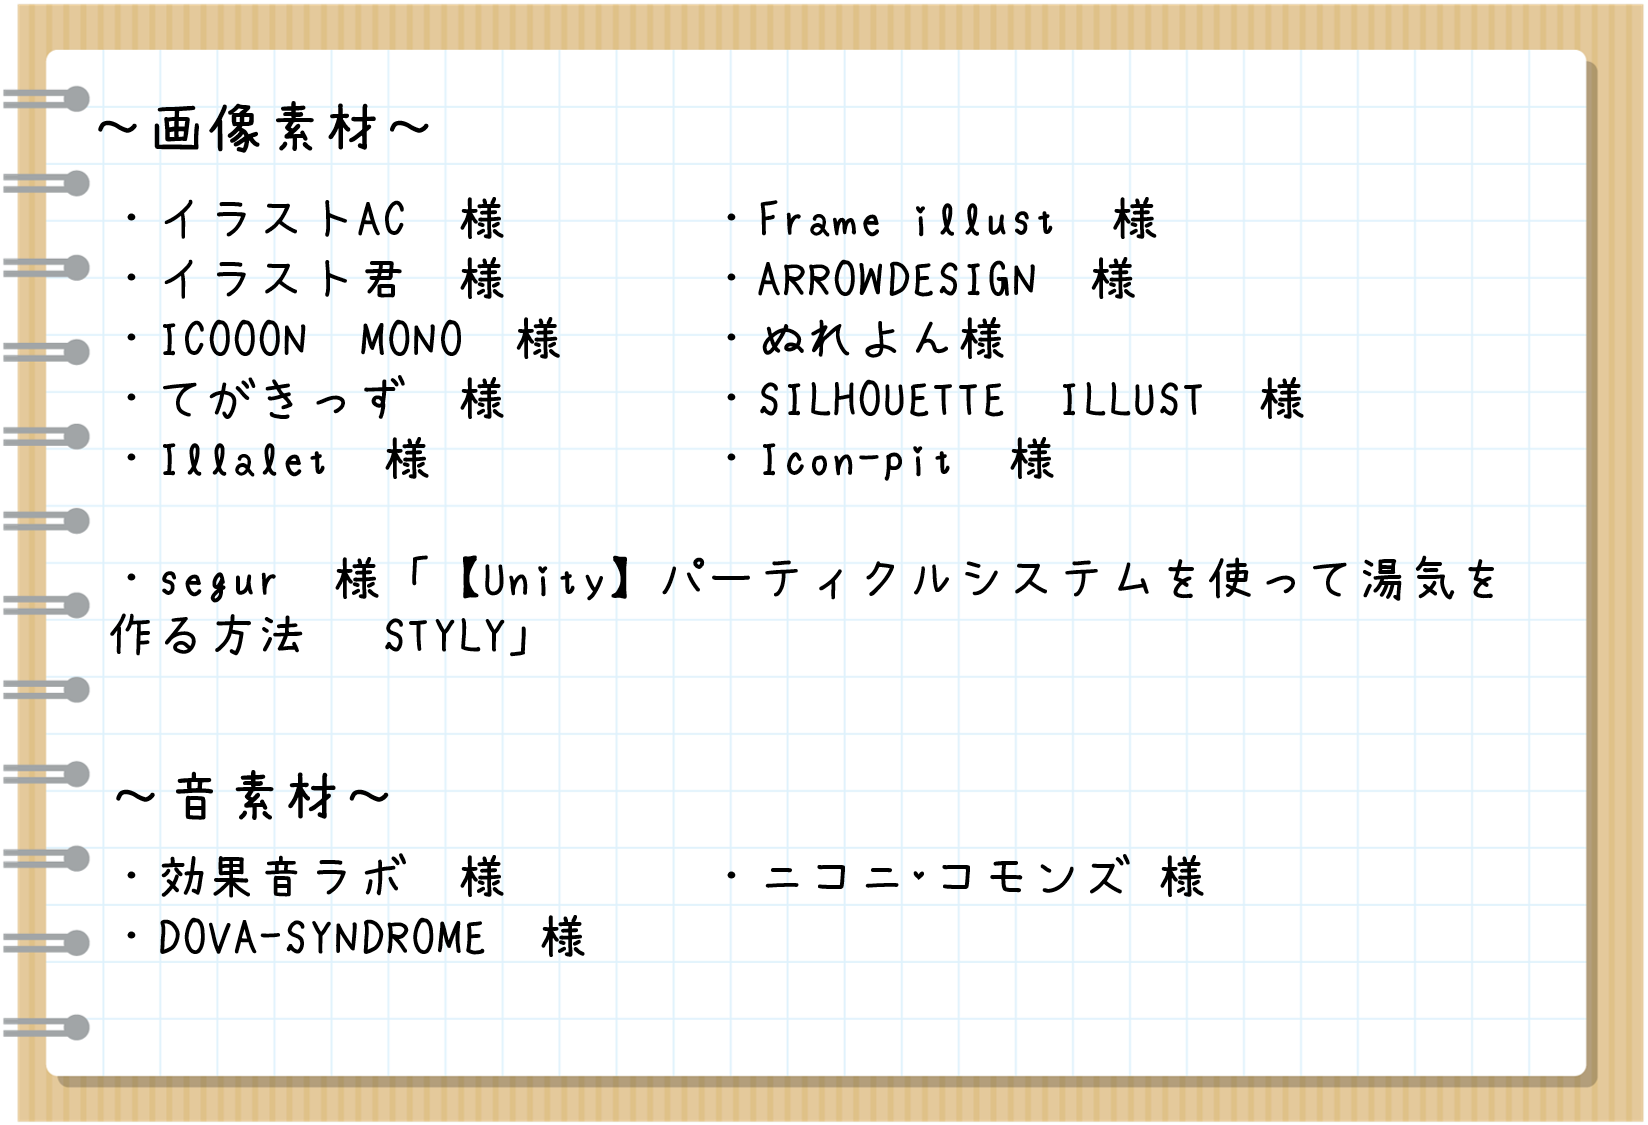 ～画像素材～
・イラストAC　様
・イラスト君　様
・ICOOON　MONO　様
・てがきっず　様
・Illalet　様
・Frame illust　様
・ARROWDESIGN　様
・ぬれよん様
・SILHOUETTE　ILLUST　様
・Icon-pit　様
・segur　様「【Unity】パーティクルシステムを使って湯気を
作る方法　 STYLY」
～音素材～
・効果音ラボ　様
・DOVA-SYNDROME　様
・ニコニ・コモンズ 様